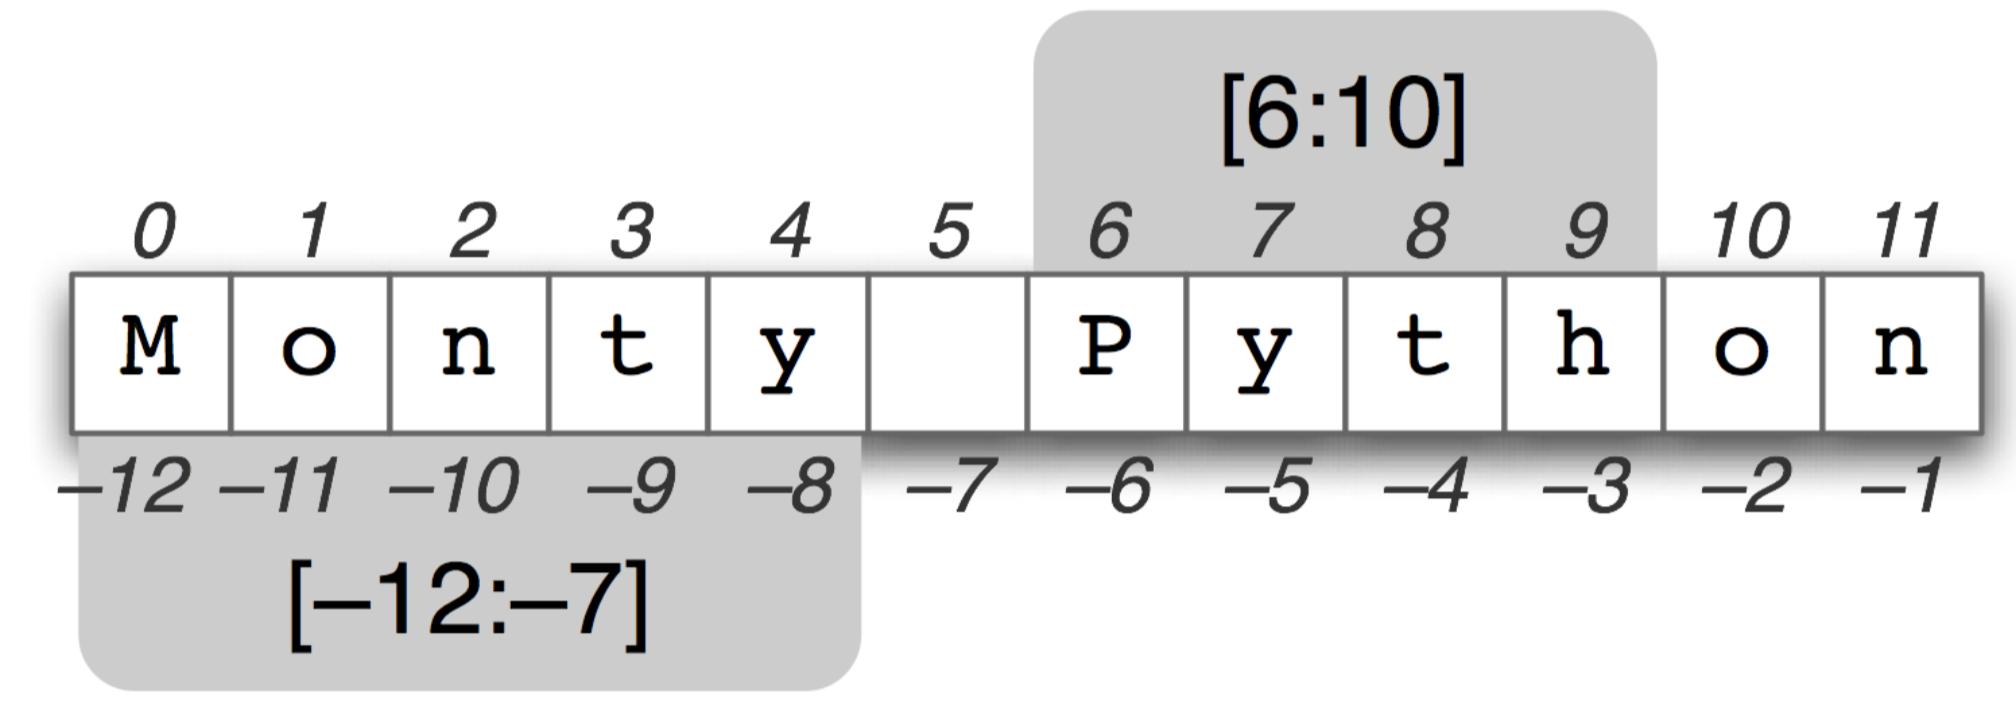 [6:10]
0 1 2 3 4 5 6 7 8 9 10 11
M o n t y P y t h o n
–12 –11 –10 –9 –8 –7 –6 –5 –4 –3 –2 –1
[–12:–7]